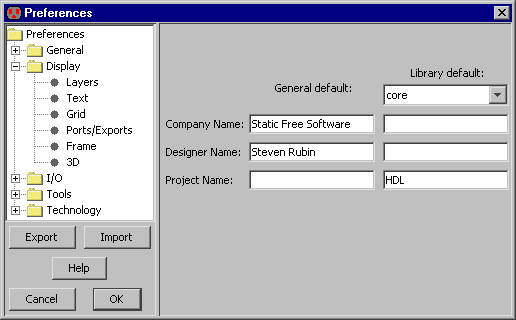 Preferences
Preferences
General
Display
Layers
Text
Grid
Ports/Exports
Frame
3D
I/O
Tools
Technology
Export Import
Help
Cancel OK
Library default:
General default:
core
Company Name: Static Free Software
Designer Name: Steven Rubin
Project Name: HDL